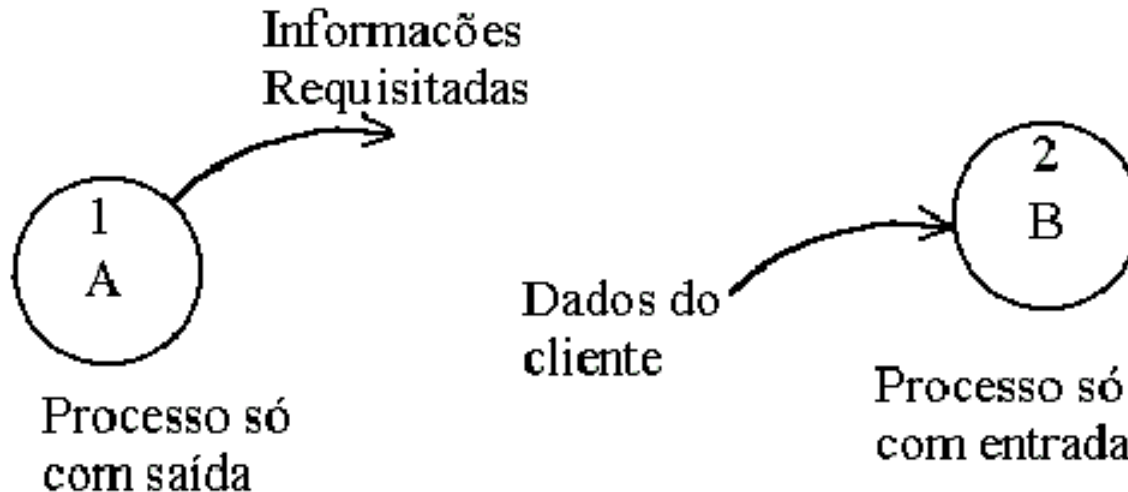 Informacões
Requisitadas
1
A
Processo só
com saída
Dados do
cliente
2
B
Processo só
com entrada